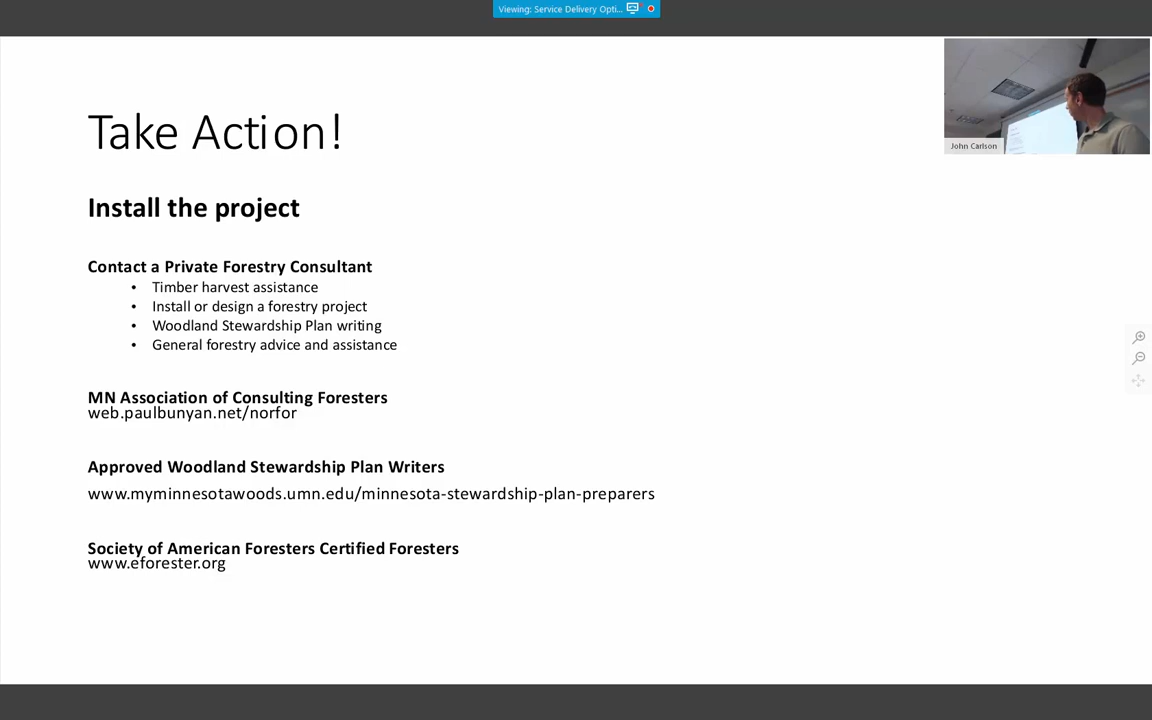 Viewing: Service Delivery Opti...
Take Action!
John Carlson
Install the project
Contact a Private Forestry Consultant
• Timber harvest assistance
• Install or design a forestry project
• Woodland Stewardship Plan writing
• General forestry advice and assistance
MN Association of Consulting Foresters
web.paulbunyan.net/norfor
Approved Woodland Stewardship Plan Writers
www.myminnesotawoods.umn.edu/minnesota-stewardship-plan-preparers
Society of American Foresters Certified Foresters
www.eforester.org